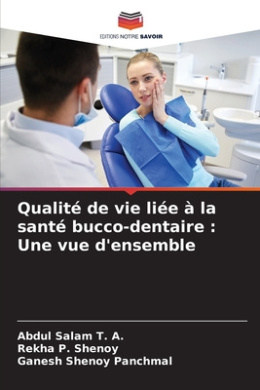 EDITIONS NOTRE SAVOIR
Qualité de vie liée à la
santé bucco-dentaire :
Une vue d'ensemble
Abdul Salam T. A.
Rekha P. Shenoy
Ganesh Shenoy Panchmal